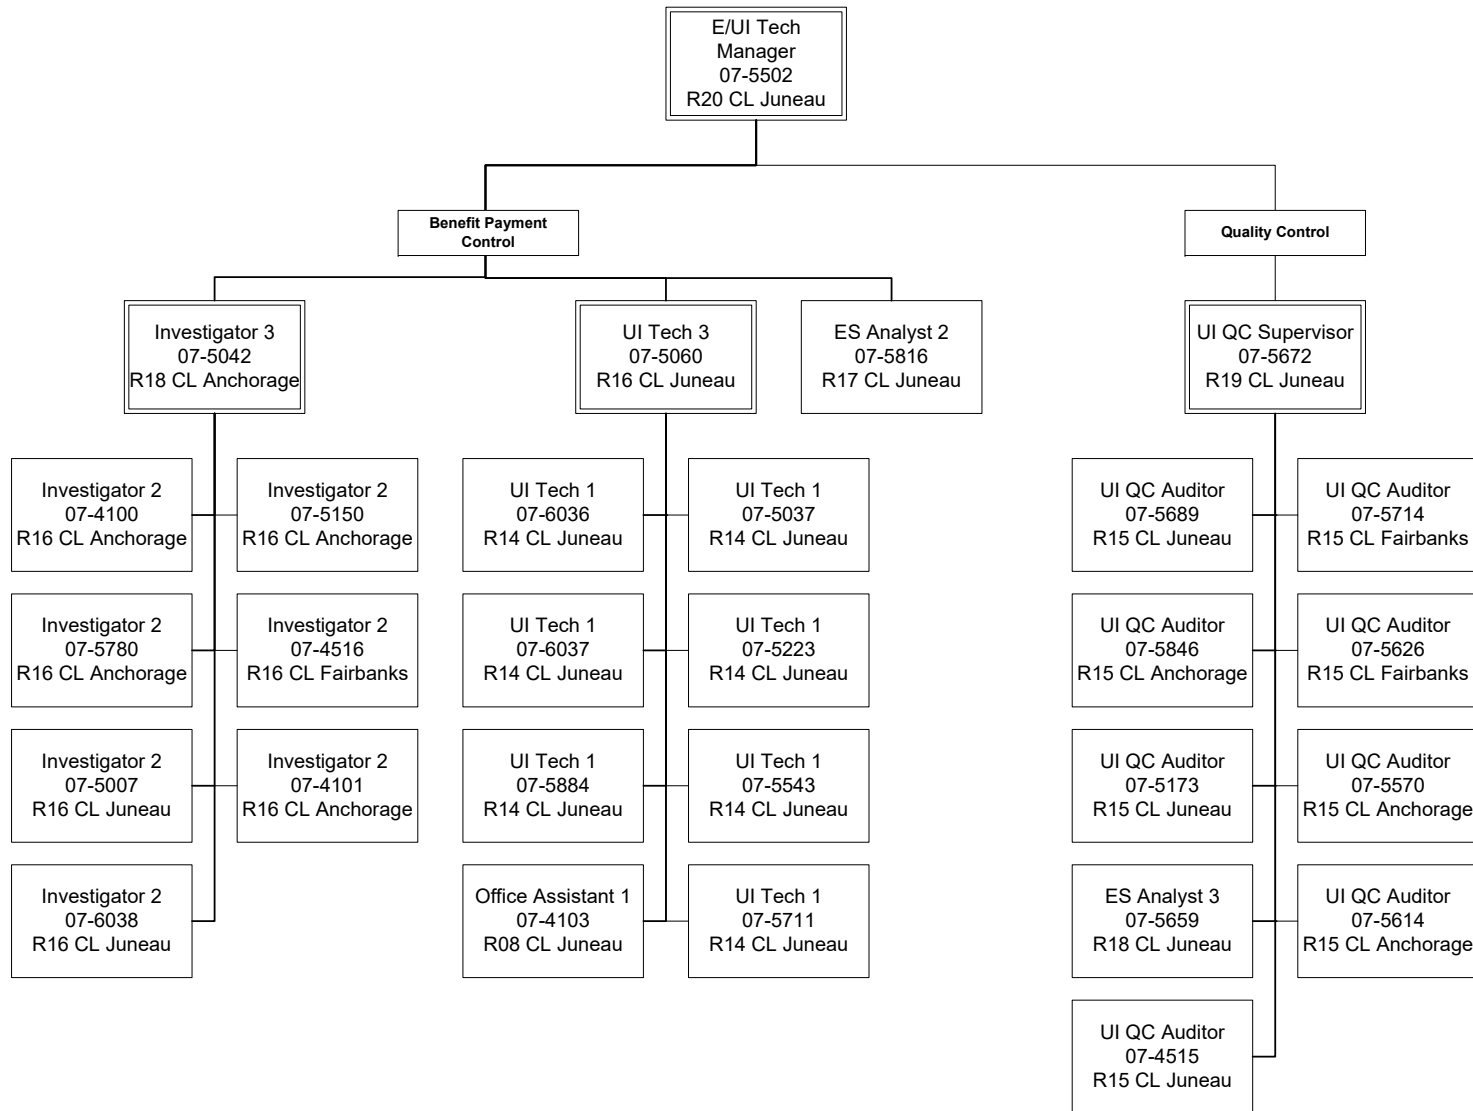 E/UI Tech
Manager
07-5502
R20 CL Juneau
Benefit Payment
Control
Quality Control
Investigator 3
07-5042
R18 CL Anchorage
UI Tech 3
07-5060
R16 CL Juneau
ES Analyst 2
07-5816
R17 CL Juneau
UI QC Supervisor
07-5672
R19 CL Juneau
Investigator 2
07-4100
R16 CL Anchorage
Investigator 2
07-5150
R16 CL Anchorage
UI Tech 1
07-6036
R14 CL Juneau
UI Tech 1
07-5037
R14 CL Juneau
UI QC Auditor
07-5689
R15 CL Juneau
UI QC Auditor
07-5714
R15 CL Fairbanks
Investigator 2
07-5780
R16 CL Anchorage
Investigator 2
07-4516
R16 CL Fairbanks
UI Tech 1
07-6037
R14 CL Juneau
UI Tech 1
07-5223
R14 CL Juneau
UI QC Auditor
07-5846
R15 CL Anchorage
UI QC Auditor
07-5626
R15 CL Fairbanks
Investigator 2
07-5007
R16 CL Juneau
Investigator 2
07-4101
R16 CL Anchorage
UI Tech 1
07-5884
R14 CL Juneau
UI Tech 1
07-5543
R14 CL Juneau
UI QC Auditor
07-5173
R15 CL Juneau
UI QC Auditor
07-5570
R15 CL Anchorage
Investigator 2
07-6038
R16 CL Juneau
Office Assistant 1
07-4103
R08 CL Juneau
UI Tech 1
07-5711
R14 CL Juneau
ES Analyst 3
07-5659
R18 CL Juneau
UI QC Auditor
07-5614
R15 CL Anchorage
UI QC Auditor
07-4515
R15 CL Juneau